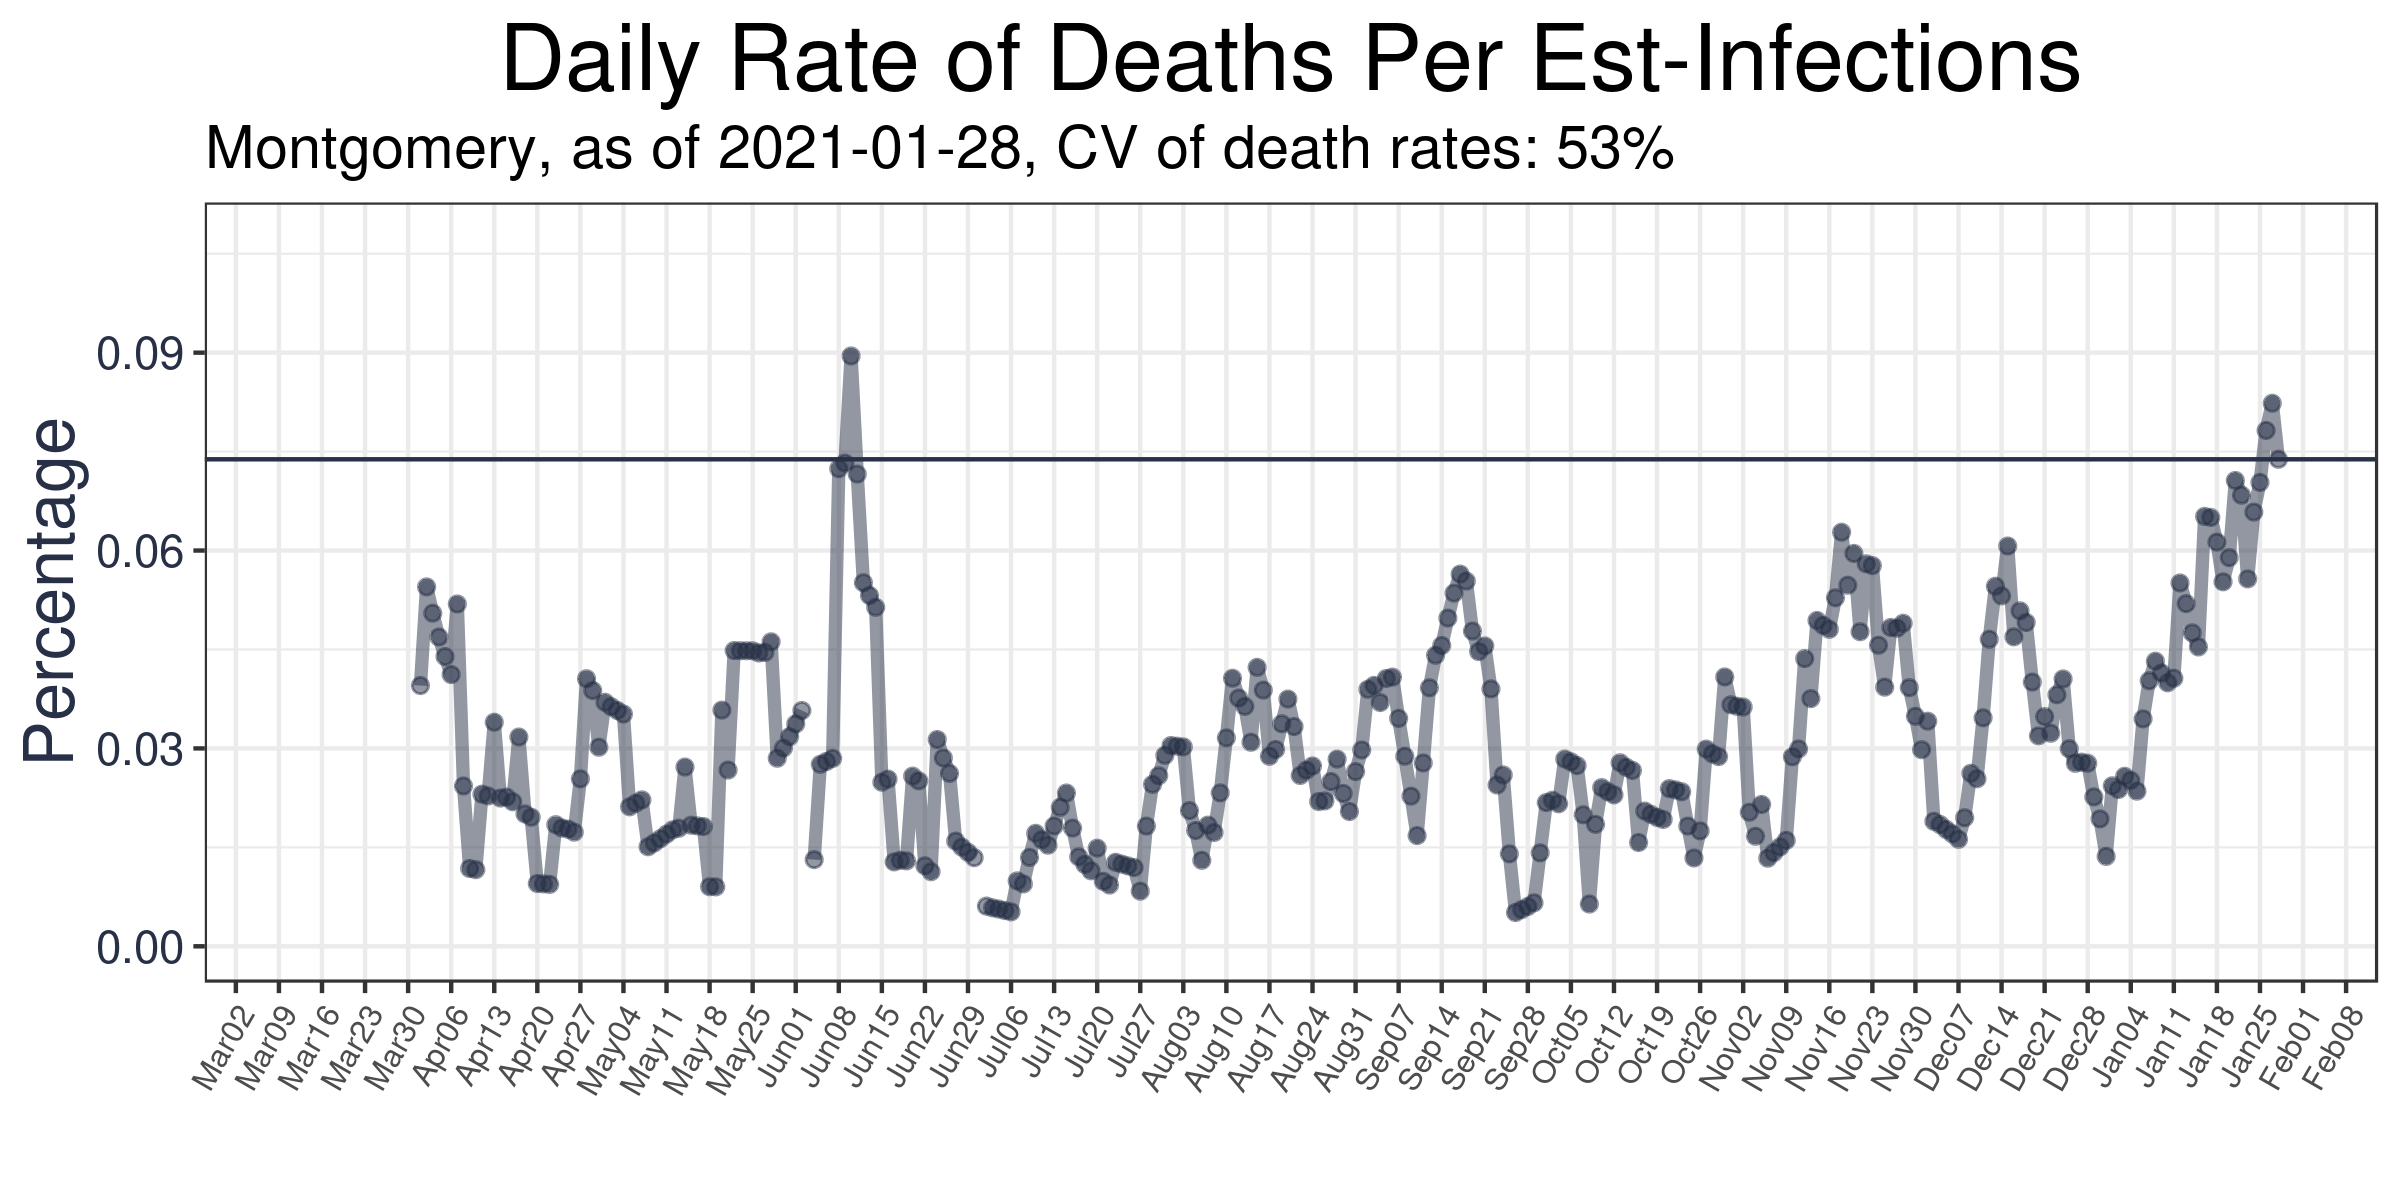 Daily Rate of Deaths Per Est-Infections
Montgomery, as of 2021-01-28, CV of death rates: 53%
Percentage
0.09
0.06
0.03
0.00
Mar02
Mar09
Mar16
Mar23
Mar30
Apr06
Apr13
Apr20
Apr27
May04
May11
May18
May25
Jun01
Jun08
Jun15
Jun22
Jun29
Jul06
Jul13
Jul20
Jul27
Aug03
Aug10
Aug17
Aug24
Aug31
Sep07
Sep14
Sep21
Sep28
Oct05
Oct12
Oct19
Oct26
Nov02
Nov09
Nov16
Nov23
Nov30
Dec07
Dec14
Dec21
Dec28
Jan04
Jan11
Jan18
Jan25
Feb01
Feb08